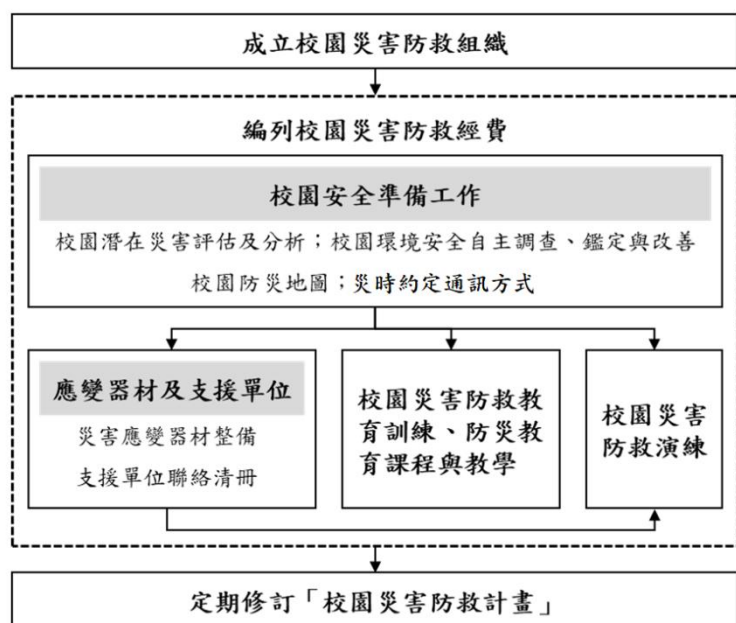 成立校園災害防救組織
編列校園災害防救經費
校園安全準備工作
校園潛在災害評估及分析；校園環境安全自主調查、鑑定與改善
校園防災地圖；災時約定通訊方式
應變器材及支援單位
災害應變器材整備
支援單位聯絡清冊
校園災害防救教
育訓練、防災教
育課程與教學
校園災害
防救演練
定期修訂「校園災害防救計畫」